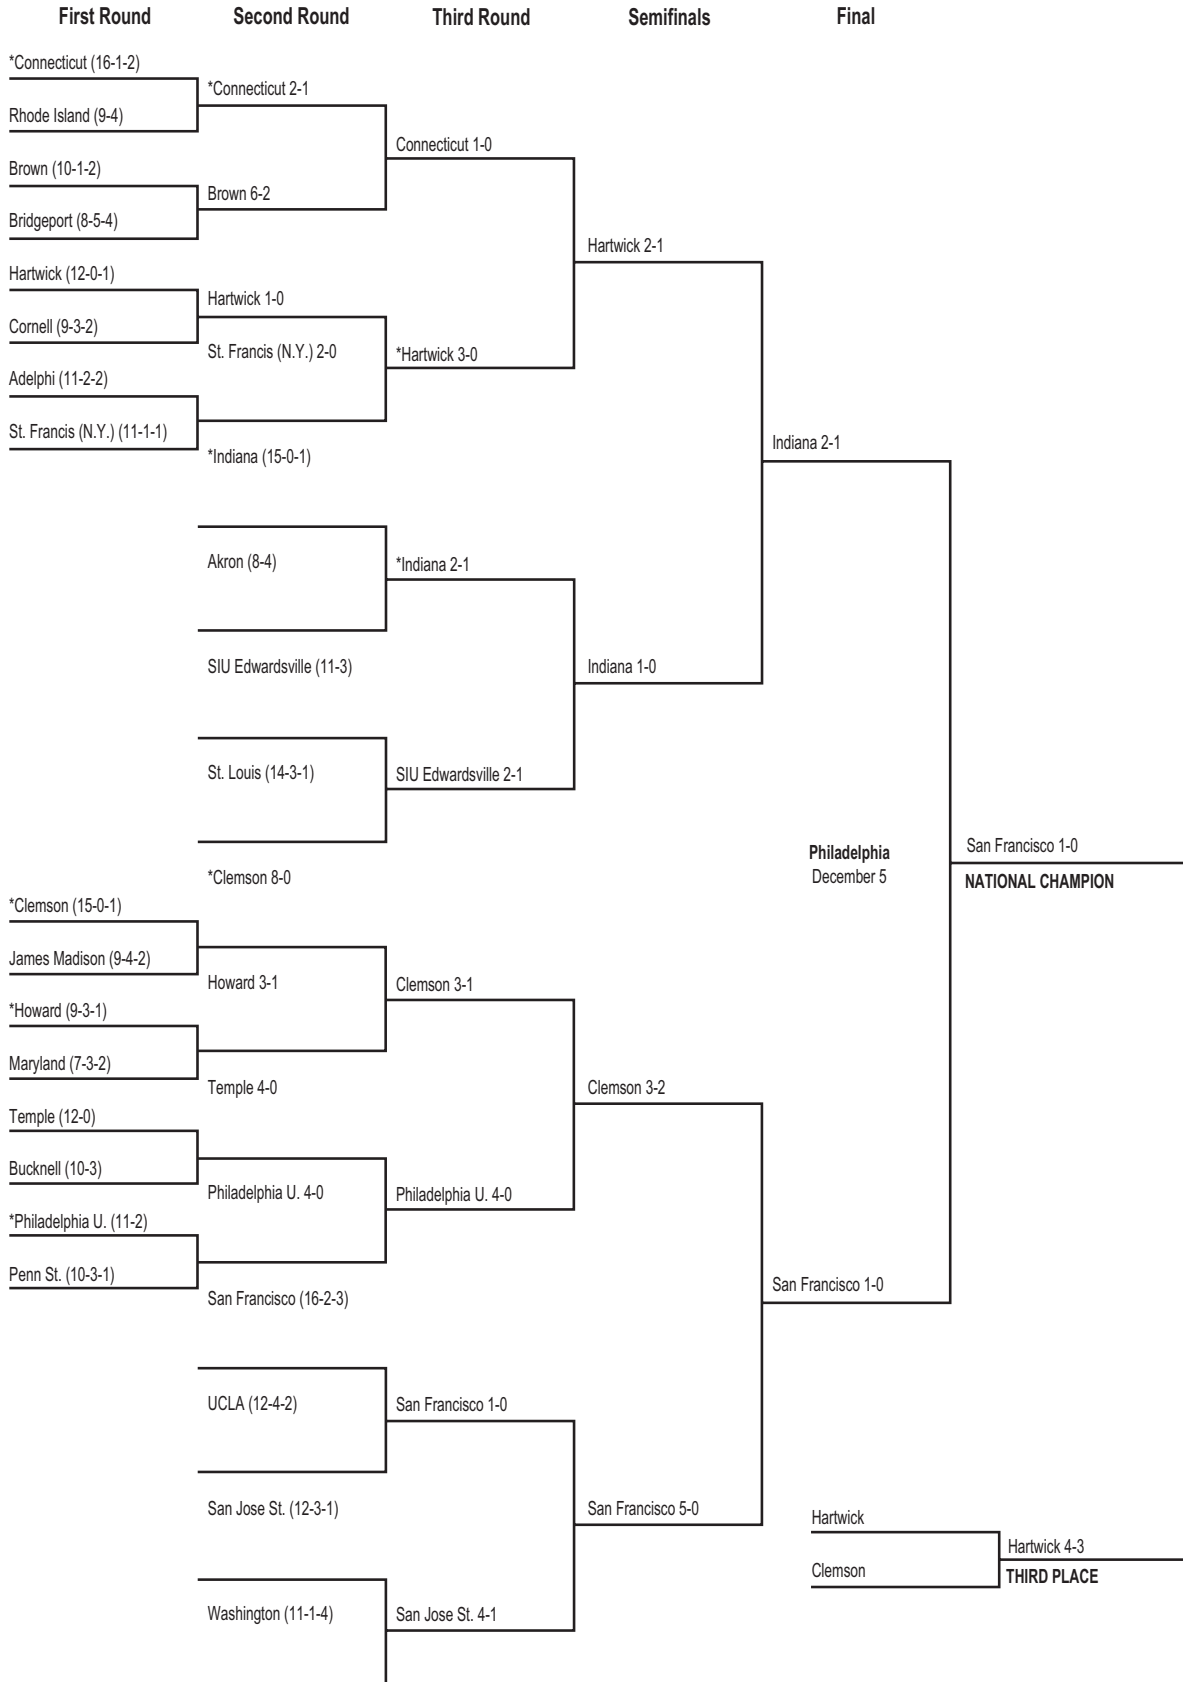 First Round
Second Round
Third Round
Semifinals
Final
*Connecticut (16-1-2)
Rhode Island (9-4)
Brown (10-1-2)
Bridgeport (8-5-4)
Hartwick (12-0-1)
Cornell (9-3-2)
Adelphi (11-2-2)
St. Francis (N.Y.) (11-1-1)
*Clemson (15-0-1)
James Madison (9-4-2)
*Howard (9-3-1)
Maryland (7-3-2)
Temple (12-0)
Bucknell (10-3)
*Philadelphia U. (11-2)
Penn St. (10-3-1)
*Connecticut 2-1
Brown 6-2
Hartwick 1-0
St. Francis (N.Y.) 2-0
*Indiana (15-0-1)
Akron (8-4)
SIU Edwardsville (11-3)
St. Louis (14-3-1)
*Clemson 8-0
Howard 3-1
Temple 4-0
Philadelphia U. 4-0
San Francisco (16-2-3)
UCLA (12-4-2)
San Jose St. (12-3-1)
Washington (11-1-4)
Connecticut 1-0
*Hartwick 3-0
*Indiana 2-1
SIU Edwardsville 2-1
Clemson 3-1
Philadelphia U. 4-0
San Francisco 1-0
San Jose St. 4-1
Hartwick 2-1
Indiana 1-0
Clemson 3-2
San Francisco 5-0
Indiana 2-1
San Francisco 1-0
Philadelphia
December 5
San Francisco 1-0
NATIONAL CHAMPION
Hartwick
Clemson
Hartwick 4-3
THIRD PLACE